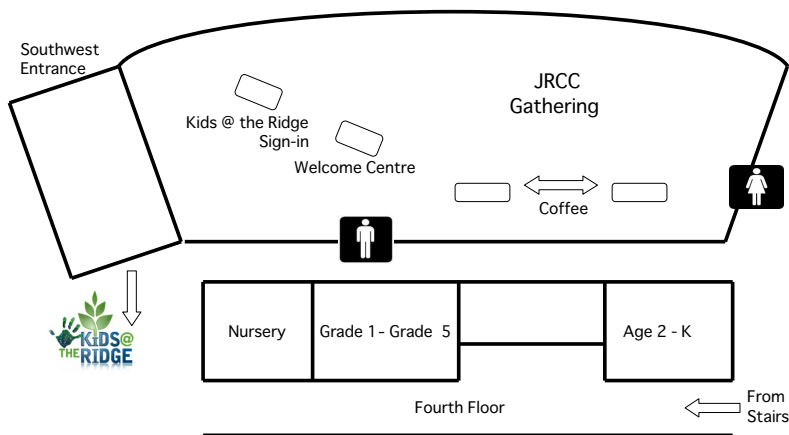 Southwest
Entrance
JRCC
Gathering
Kids @ the Ridge
Sign-in
Welcome Centre
Coffee
KiDS@
THE RIDGE
Nursery
Grade 1 - Grade 5
Age 2 - K
Fourth Floor
From
Stairs